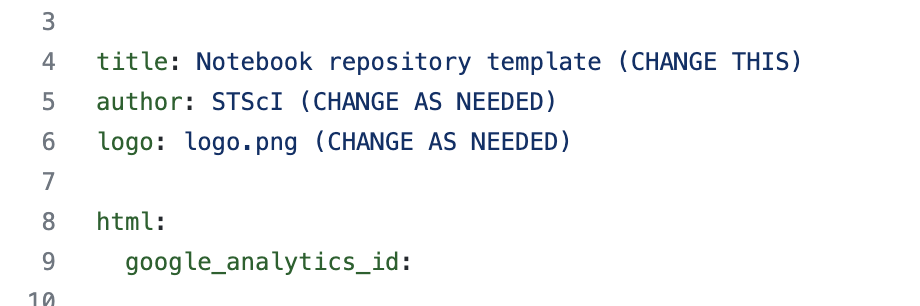 3
4 title: Notebook repository template (CHANGE THIS)
5 author: STScI (CHANGE AS NEEDED)
6 logo: logo.png (CHANGE AS NEEDED)
7
8 html:
9   google_analytics_id:
10